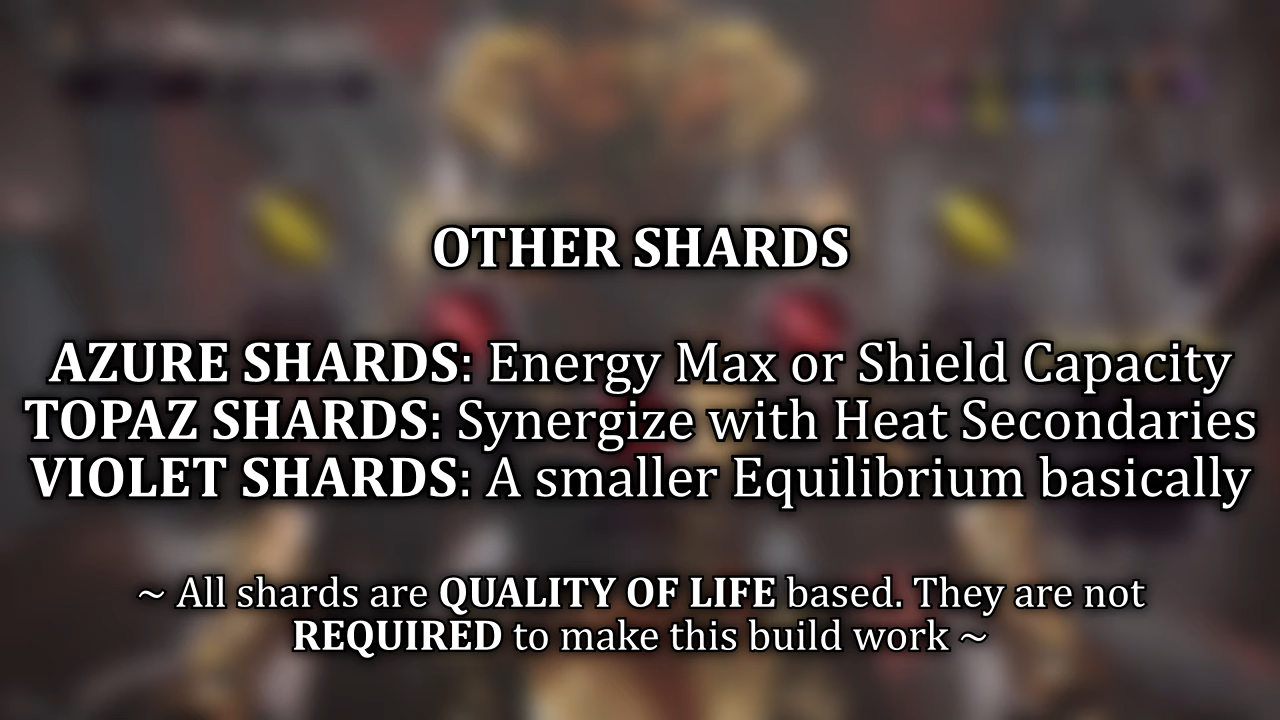 OTHER SHARDS
AZURE SHARDS: Energy Max or Shield Capacity
TOPAZ SHARDS: Synergize with Heat Secondaries
VIOLET SHARDS: A smaller Equilibrium basically
~ All shards are QUALITY OF LIFE based. They are not
REQUIRED to make this build work ~